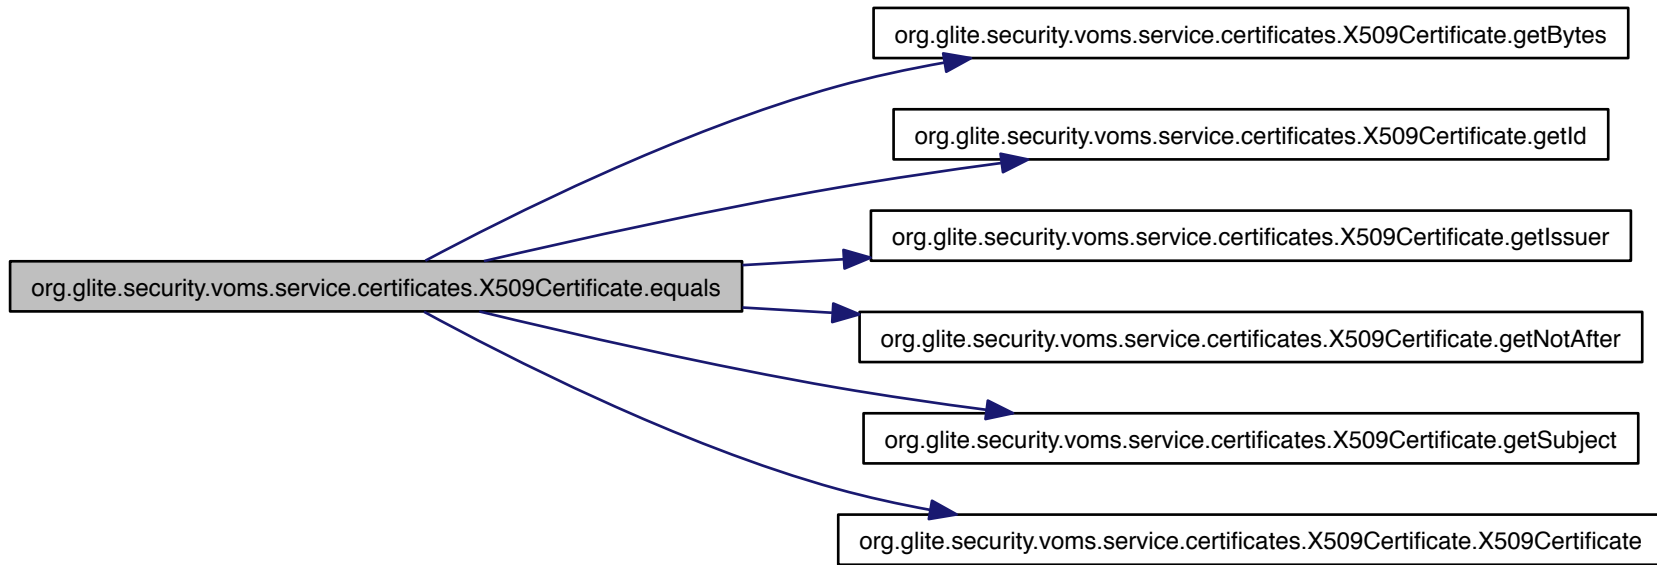 org.glite.security.voms.service.certificates.X509Certificate.getBytes
org.glite.security.voms.service.certificates.X509Certificate.getId
org.glite.security.voms.service.certificates.X509Certificate.getIssuer
org.glite.security.voms.service.certificates.X509Certificate.equals
org.glite.security.voms.service.certificates.X509Certificate.getNotAfter
org.glite.security.voms.service.certificates.X509Certificate.getSubject
org.glite.security.voms.service.certificates.X509Certificate.X509Certificate